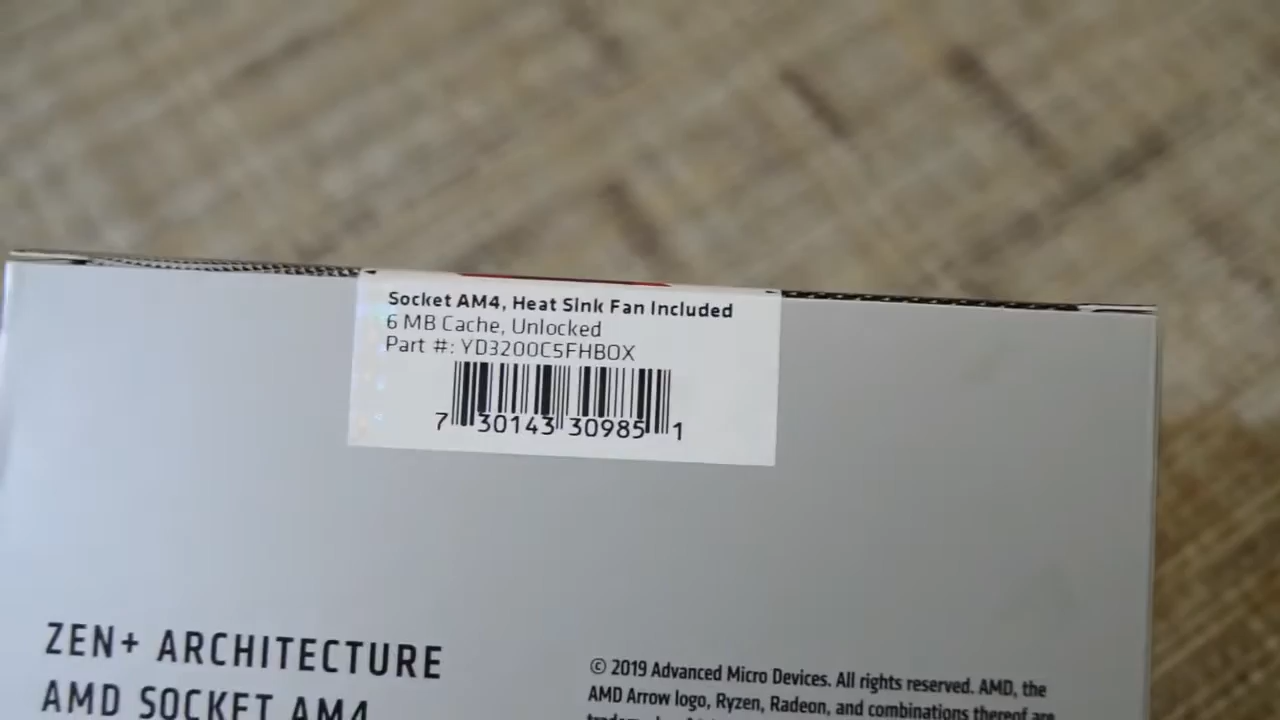 Socket AM4, Heat Sink Fan Included
6 MB Cache, Unlocked
Part #: YD3200C5FHBOX
7 30143 30985 1
ZEN+ ARCHITECTURE
AMD SOCKET AM4
© 2019 Advanced Micro Devices. All rights reserved. AMD, the
AMD Arrow logo, Ryzen, Radeon, and combinations thereof are